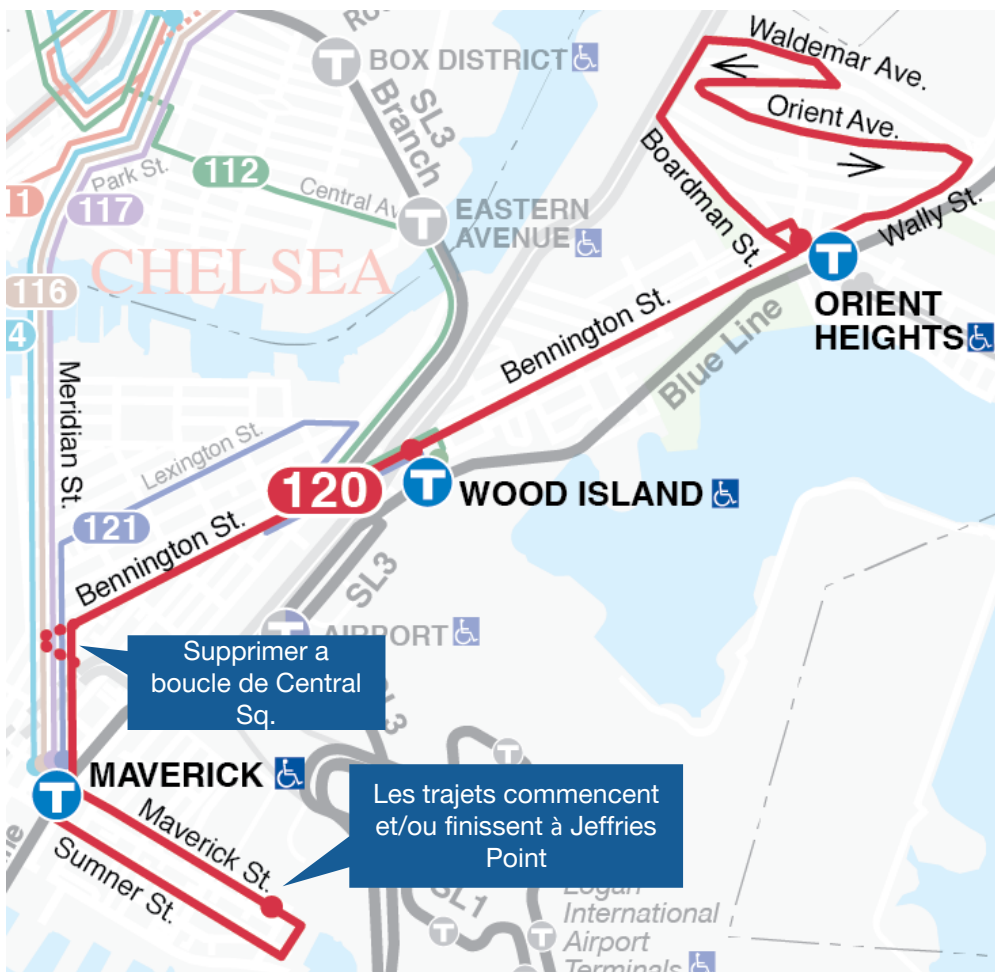 Waldemar Ave.
BOX DISTRICT
SL3
Branch
Orient Ave.
Park St.
112
117
Central Av
Boardman St.
EASTERN
AVENUE
Wally St.
CHELSEA
116
4
T
ORIENT
HEIGHTS
Bennington St.
Blue Line
Meridian St.
Lexington St.
120
T
WOOD ISLAND
121
Bennington St.
SL3
AIRPORT
Supprimer a
boucle de Central
Sq.
SL3
MAVERICK
T
Les trajets commencent
et/ou finissent à Jeffries
Point
Maverick St.
Sumner St.
SL1
Logan
International
Airport
Terminals